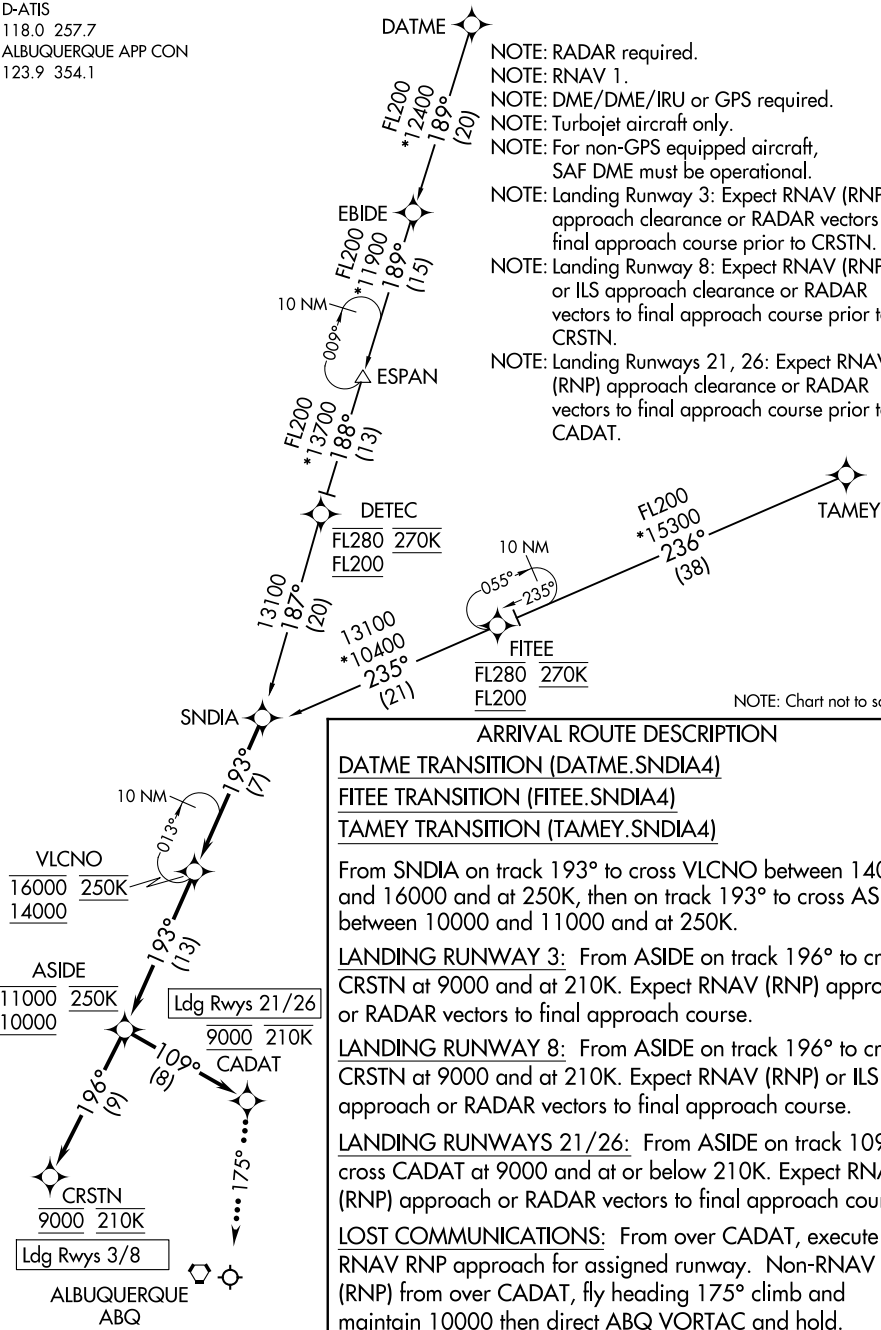 D-ATIS
118.0 257.7
ALBUQUERQUE APP CON
123.9 354.1
DATME
NOTE: RADAR required.
NOTE: RNAV 1.
NOTE: DME/DME/IRU or GPS required.
NOTE: Turbojet aircraft only.
NOTE: For non-GPS equipped aircraft,
SAF DME must be operational.
NOTE: Landing Runway 3: Expect RNAV (RNP
approach clearance or RADAR vectors
final approach course prior to CRSTN.
NOTE: Landing Runway 8: Expect RNAV (RNP
or ILS approach clearance or RADAR
vectors to final approach course prior t
CRSTN.
NOTE: Landing Runways 21, 26: Expect RNAV
(RNP) approach clearance or RADAR
vectors to final approach course prior t
CADAT.
FL200
*12400
189°
(20)
EBIDE
FL200
*11900
189°
(15)
10 NM
009°
ESPAN
FL200
*13700
188°
(13)
DETEC
FL280 270K
FL200
TAMEY
FL200
*15300
236°
(38)
10 NM
055°
235°
FITEE
FL280 270K
FL200
13100
187°
(20)
13100
*10400
235°
(21)
NOTE: Chart not to sc
SNDIA
193°
(7)
10 NM
013°
VLCNO
16000 250K
14000
193°
(13)
ASIDE
11000 250K
10000
Ldg Rwys 21/26
9000 210K
CADAT
109°
(8)
196°
(9)
175°
CRSTN
9000 210K
Ldg Rwys 3/8
ALBUQUERQUE
ABQ
ARRIVAL ROUTE DESCRIPTION
DATME TRANSITION (DATME.SNDIA4)
FITEE TRANSITION (FITEE.SNDIA4)
TAMEY TRANSITION (TAMEY.SNDIA4)
From SNDIA on track 193° to cross VLCNO between 140
and 16000 and at 250K, then on track 193° to cross AS
between 10000 and 11000 and at 250K.
LANDING RUNWAY 3: From ASIDE on track 196° to cr
CRSTN at 9000 and at 210K. Expect RNAV (RNP) appro
or RADAR vectors to final approach course.
LANDING RUNWAY 8: From ASIDE on track 196° to cr
CRSTN at 9000 and at 210K. Expect RNAV (RNP) or ILS
approach or RADAR vectors to final approach course.
LANDING RUNWAYS 21/26: From ASIDE on track 109
cross CADAT at 9000 and at or below 210K. Expect RNA
(RNP) approach or RADAR vectors to final approach cou
LOST COMMUNICATIONS: From over CADAT, execute
RNAV RNP approach for assigned runway. Non-RNAV
(RNP) from over CADAT, fly heading 175° climb and
maintain 10000 then direct ABQ VORTAC and hold.